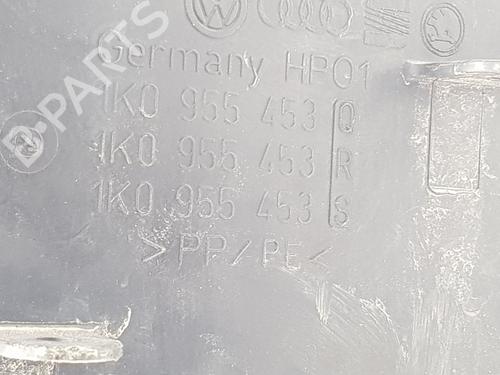 B-PARTS
Germany HP01
1K0 955 453 Q
1K0 955 453 R
1K0 955 453 S
>PP/PE<